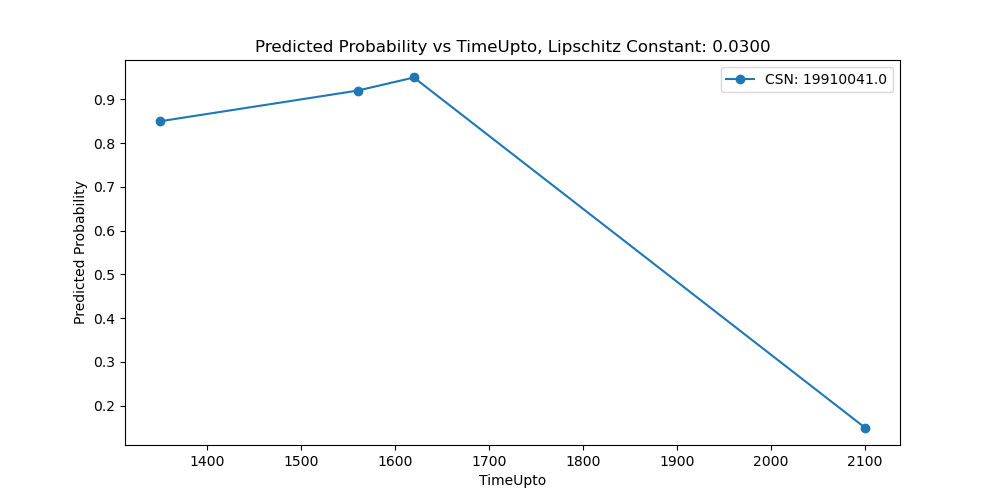 Predicted Probability vs TimeUpto, Lipschitz Constant: 0.0300
CSN: 19910041.0
Predicted Probability
0.9
0.8
0.7
0.6
0.5
0.4
0.3
0.2
1400 1500 1600 1700 1800 1900 2000 2100
TimeUpto